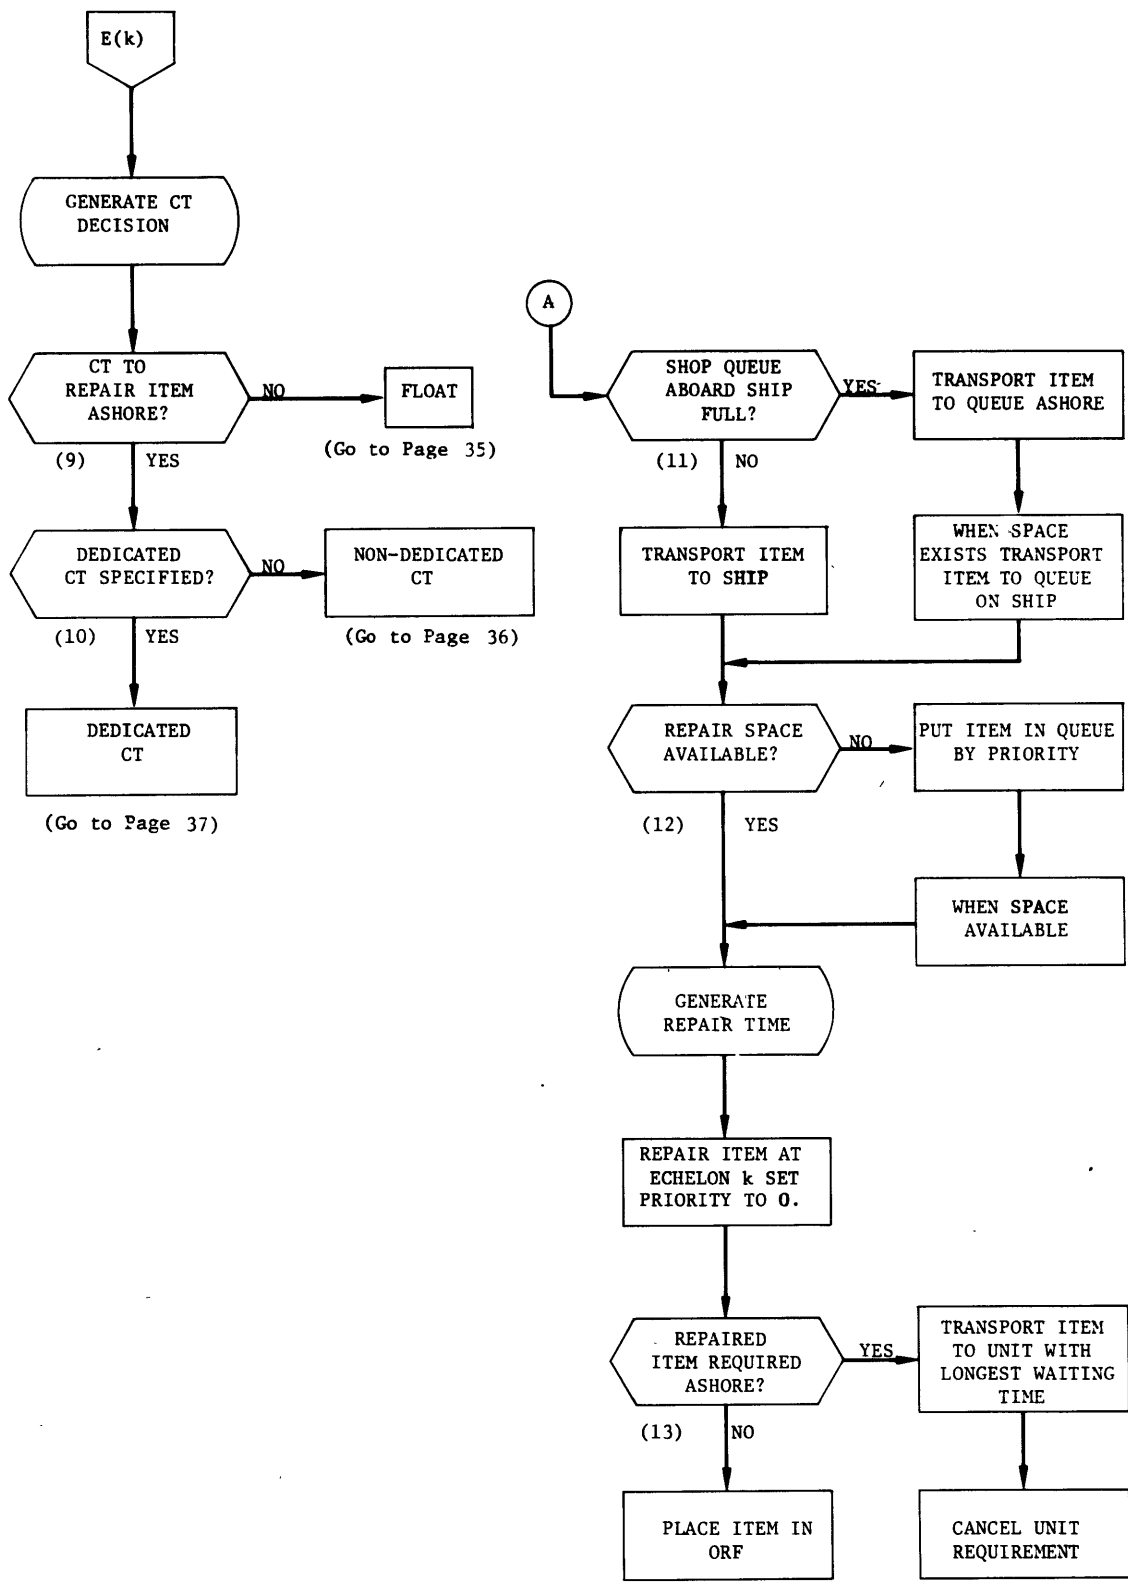 E(k)
GENERATE CT
DECISION
CT TO
REPAIR ITEM
ASHORE?
NO
FLOAT
(Go to Page 35)
(9)
YES
DEDICATED
CT SPECIFIED?
NO
NON-DEDICATED
CT
(Go to Page 36)
(10)
YES
DEDICATED
CT
(Go to Page 37)
A
SHOP QUEUE
ABOARD SHIP
FULL?
YES
TRANSPORT ITEM
TO QUEUE ASHORE
(11)
NO
TRANSPORT ITEM
TO SHIP
WHEN SPACE
EXISTS TRANSPORT
ITEM TO QUEUE
ON SHIP
REPAIR SPACE
AVAILABLE?
NO
PUT ITEM IN QUEUE
BY PRIORITY
(12)
YES
WHEN SPACE
AVAILABLE
GENERATE
REPAIR TIME
REPAIR ITEM AT
ECHELON k SET
PRIORITY TO 0.
REPAIRED
ITEM REQUIRED
ASHORE?
YES
TRANSPORT ITEM
TO UNIT WITH
LONGEST WAITING
TIME
(13)
NO
PLACE ITEM IN
ORF
CANCEL UNIT
REQUIREMENT